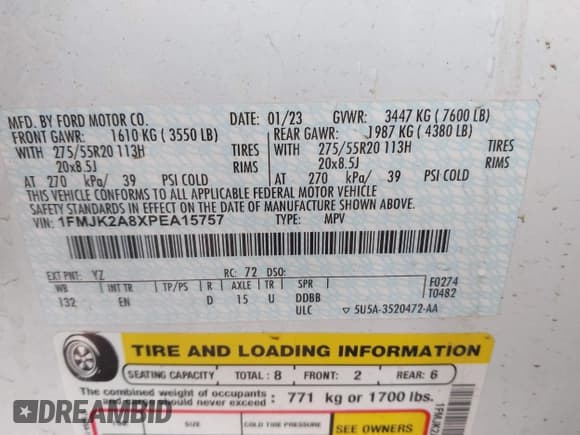 MFD. BY FORD MOTOR CO.
DATE: 01/23 GVWR: 3447 KG ( 7600 LB)
FRONT GAWR: 1610 KG ( 3550 LB) REAR GAWR: 1987 KG ( 4380 LB)
WITH 275/55R20 113H TIRES WITH 275/55R20 113H TIRES
20x8.5J RIMS 20x8.5J RIMS
AT 270 kPa/ 39 PSI COLD AT 270 kPa/ 39 PSI COLD
THIS VEHICLE CONFORMS TO ALL APPLICABLE FEDERAL MOTOR VEHICLE
SAFETY STANDARDS IN EFFECT ON THE DATE OF MANUFACTURE SHOWN ABOVE.
VIN: 1FMJK2A8XPEA15757 TYPE: MPV
EXT PNT: YZ RC: 72 DSO:
WB INT TR TP/PS R AXLE TR SPR F0274
132 EN D 15 U DDBB T0482
ULC 5U5A-3520472-AA
TIRE AND LOADING INFORMATION
SEATING CAPACITY TOTAL : 8 FRONT: 2 REAR: 6
The combined weight of occupants
and should never exceed : 771 kg or 1700 lbs.
COLD TIRE PRESSURE SEE OWNERS
1FMJK2
DREAMBID